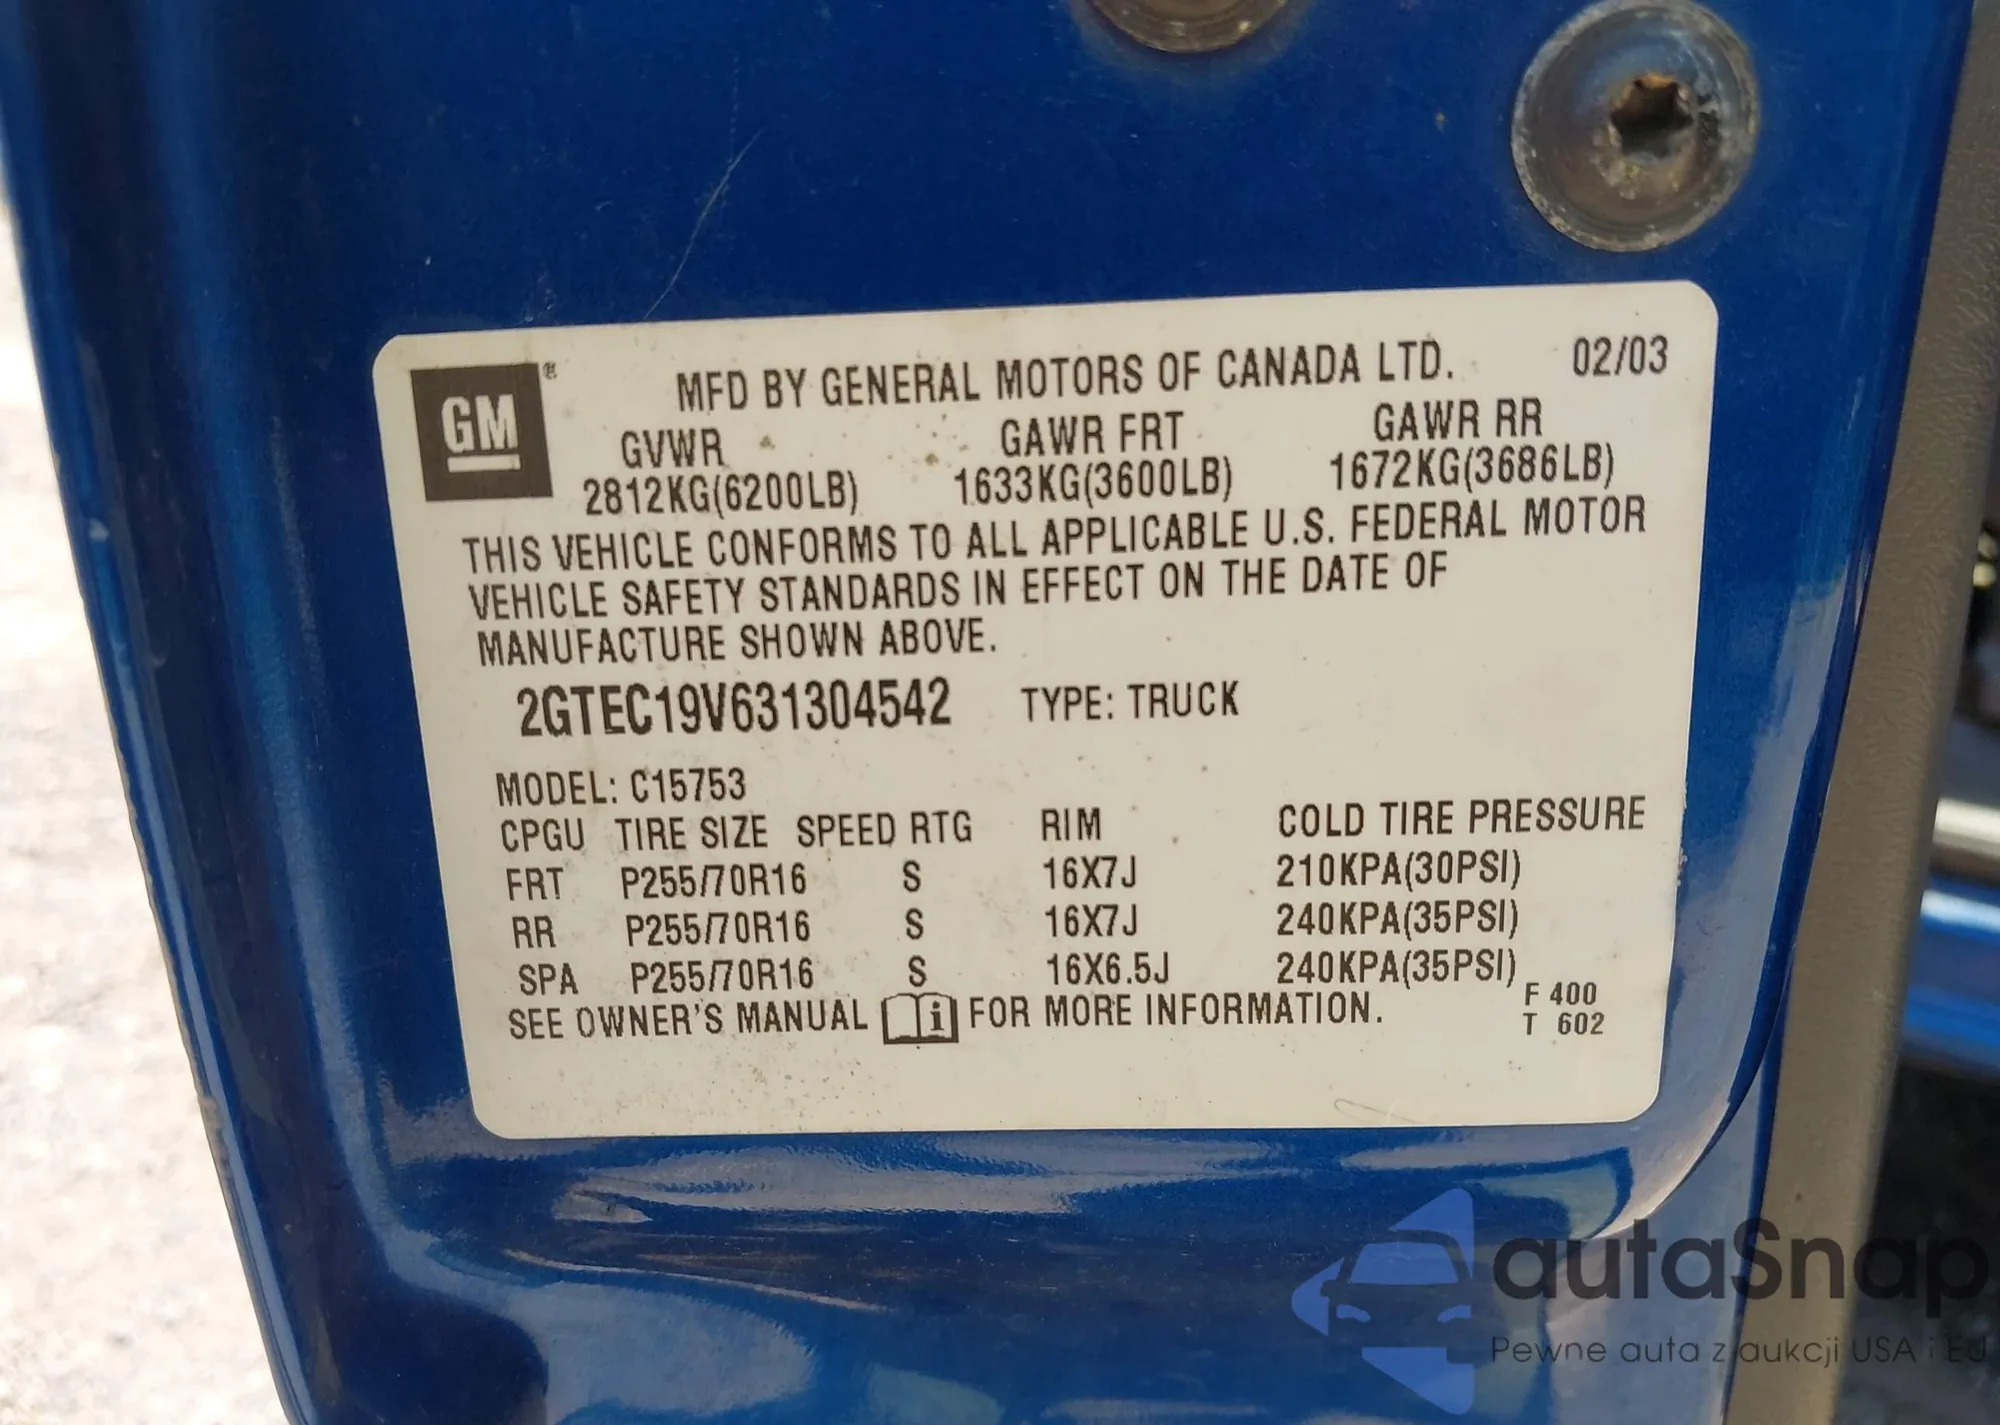 GM®
MFD BY GENERAL MOTORS OF CANADA LTD. 02/03
GVWR GAWR FRT GAWR RR
2812KG(6200LB) 1633KG(3600LB) 1672KG(3686LB)
THIS VEHICLE CONFORMS TO ALL APPLICABLE U.S. FEDERAL MOTOR
VEHICLE SAFETY STANDARDS IN EFFECT ON THE DATE OF
MANUFACTURE SHOWN ABOVE.
2GTEC19V631304542 TYPE: TRUCK
MODEL: C15753
CPGU TIRE SIZE SPEED RTG RIM COLD TIRE PRESSURE
FRT P255/70R16 S 16X7J 210KPA(30PSI)
RR P255/70R16 S 16X7J 240KPA(35PSI)
SPA P255/70R16 S 16X6.5J 240KPA(35PSI)
SEE OWNER'S MANUAL i FOR MORE INFORMATION.
F 400
T 602
autaSnap
Pewne auta z aukcji USA i EU